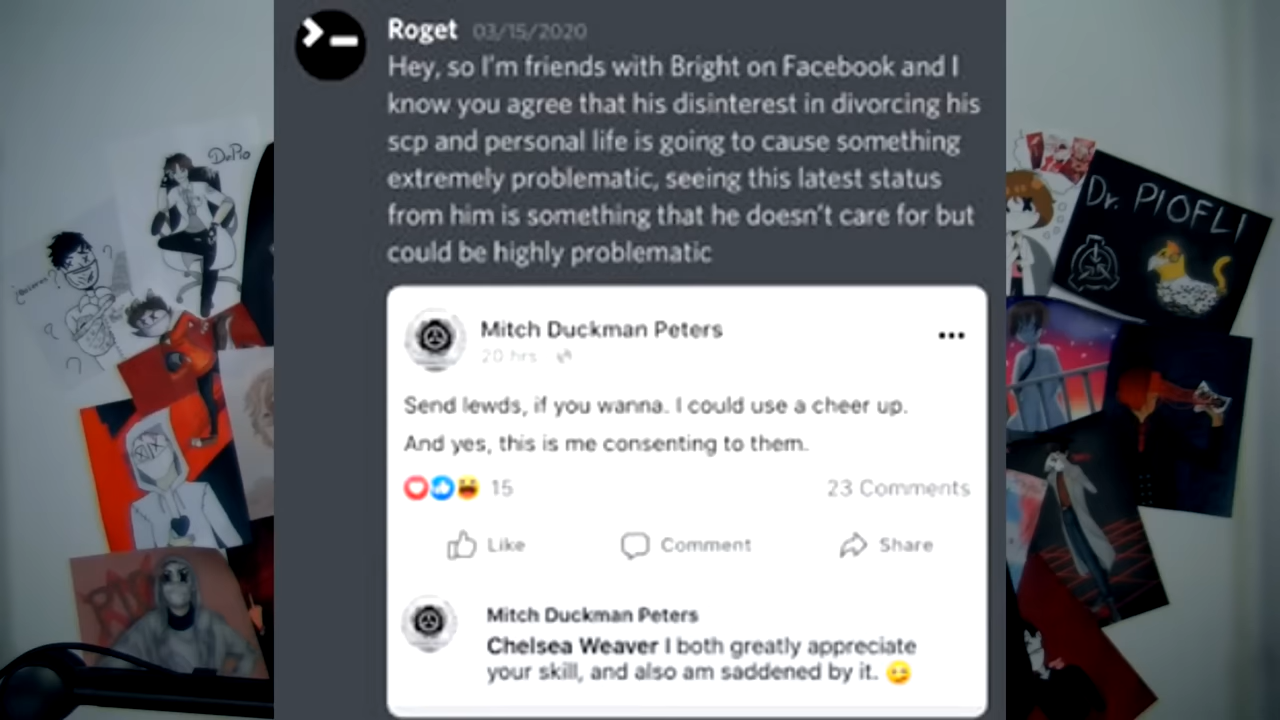 Roget 03/15/2020
Hey, so I'm friends with Bright on Facebook and I
know you agree that his disinterest in divorcing his
scp and personal life is going to cause something
extremely problematic, seeing this latest status
from him is something that he doesn't care for but
could be highly problematic
Mitch Duckman Peters
20 hrs
Send lewds, if you wanna. I could use a cheer up.
And yes, this is me consenting to them.
15
23 Comments
Like
Comment
Share
Mitch Duckman Peters
Chelsea Weaver I both greatly appreciate
your skill, and also am saddened by it.
Dr. PIOFLI